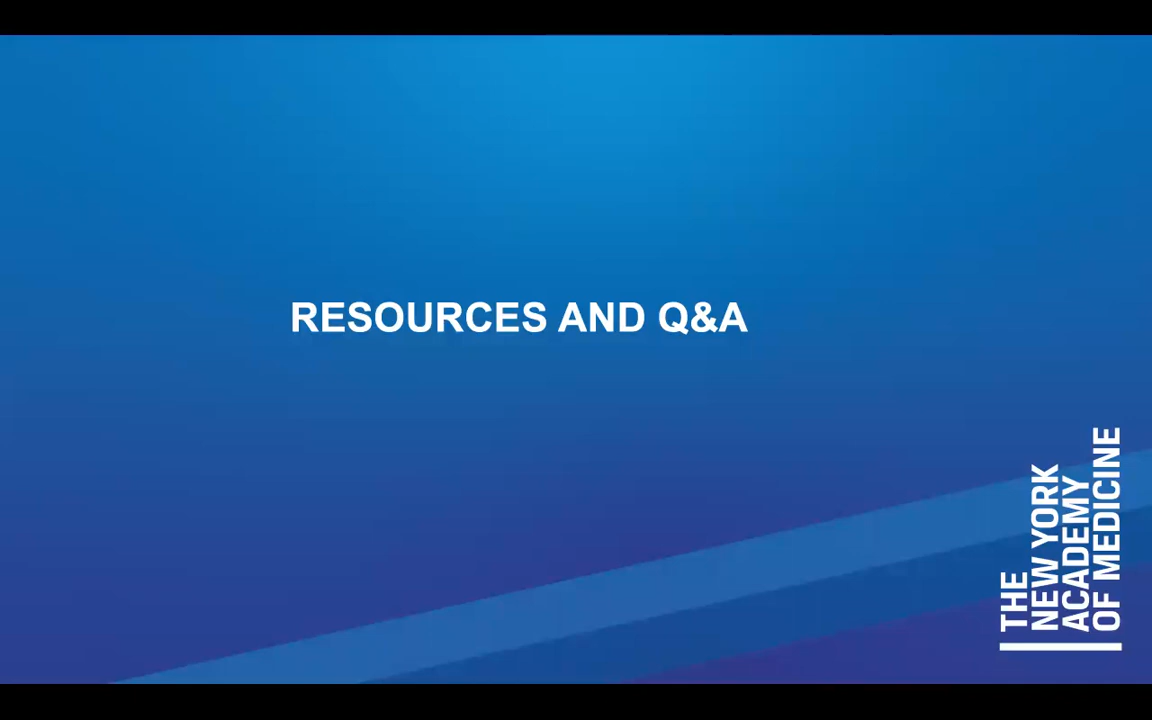 RESOURCES AND Q&A
THE
NEW YORK
ACADEMY
OF MEDICINE